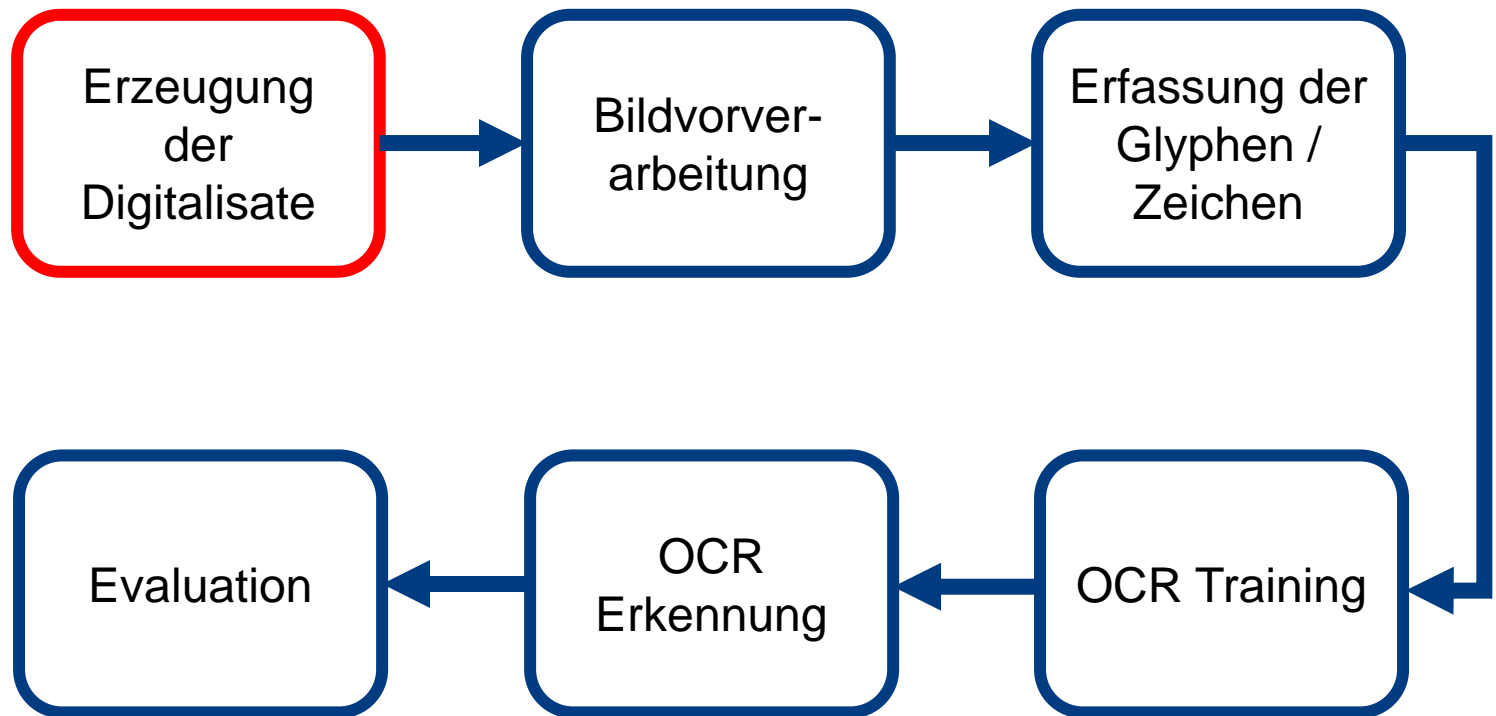 Erzeugung
der
Digitalisate
Bildvorver-
arbeitung
Erfassung der
Glyphen /
Zeichen
OCR Training
OCR
Erkennung
Evaluation